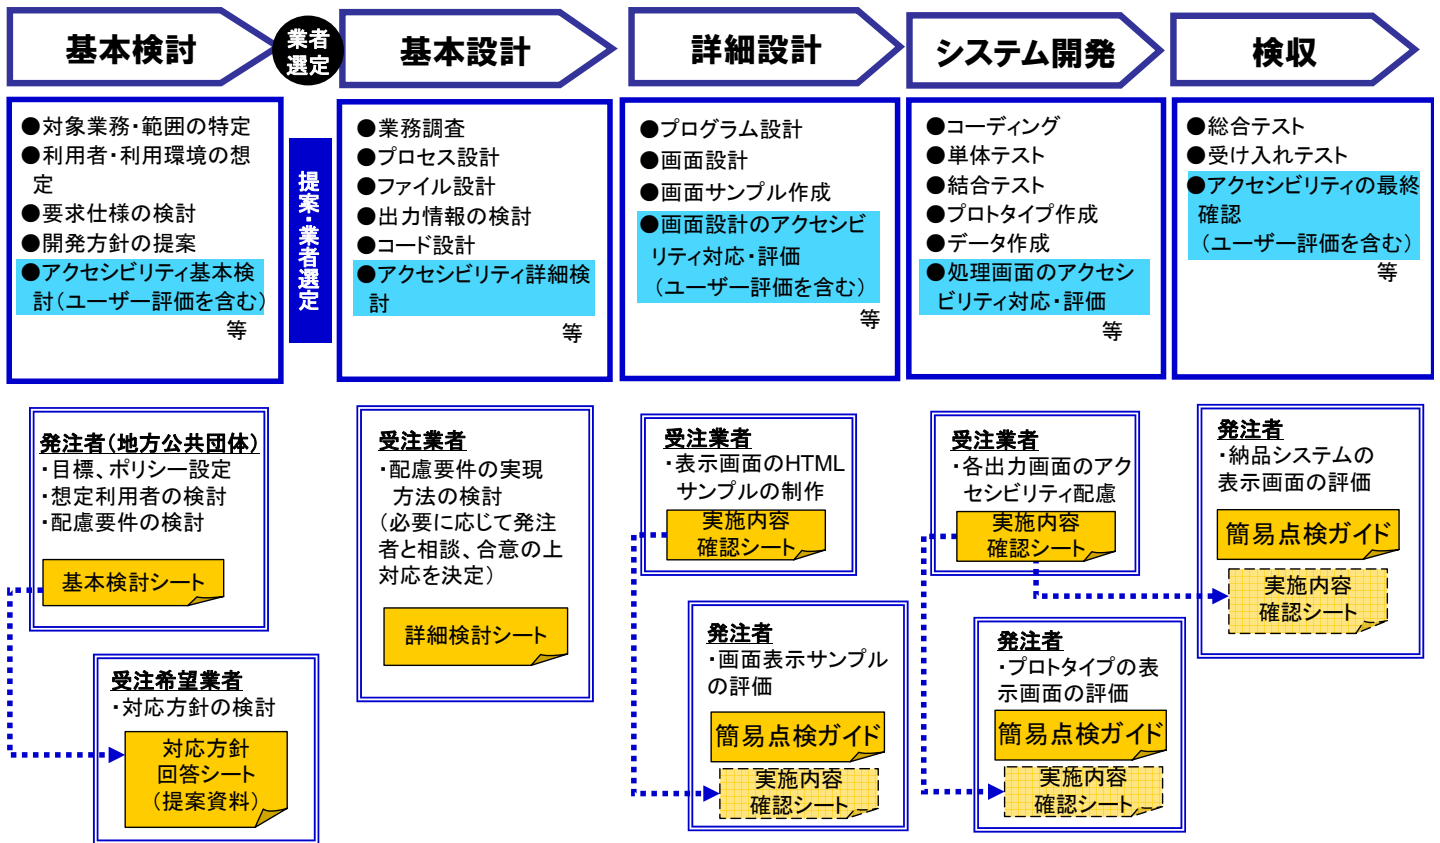 基本検討
業者
選定
基本設計
詳細設計
システム開発
検収
●対象業務・範囲の特定
●利用者・利用環境の想
定
●要求仕様の検討
●開発方針の提案
●アクセシビリティ基本検
討(ユーザー評価を含む)
等
提案・業者選定
●業務調査
●プロセス設計
●ファイル設計
●出力情報の検討
●コード設計
●アクセシビリティ詳細検
討
等
●プログラム設計
●画面設計
●画面サンプル作成
●画面設計のアクセシビ
リティ対応・評価
(ユーザー評価を含む)
等
●コーディング
●単体テスト
●結合テスト
●プロトタイプ作成
●データ作成
●処理画面のアクセシ
ビリティ対応・評価
等
●総合テスト
●受け入れテスト
●アクセシビリティの最終
確認
(ユーザー評価を含む)
等
発注者(地方公共団体)
・目標、ポリシー設定
・想定利用者の検討
・配慮要件の検討
基本検討シート
受注希望業者
・対応方針の検討
対応方針
回答シート
(提案資料)
受注業者
・配慮要件の実現
方法の検討
(必要に応じて発注
者と相談、合意の上
対応を決定)
詳細検討シート
受注業者
・表示画面のHTML
サンプルの制作
実施内容
確認シート
発注者
・画面表示サンプル
の評価
簡易点検ガイド
実施内容
確認シート
受注業者
・各出力画面のアク
セシビリティ配慮
実施内容
確認シート
発注者
・プロトタイプの表
示画面の評価
簡易点検ガイド
実施内容
確認シート
発注者
・納品システムの
表示画面の評価
簡易点検ガイド
実施内容
確認シート